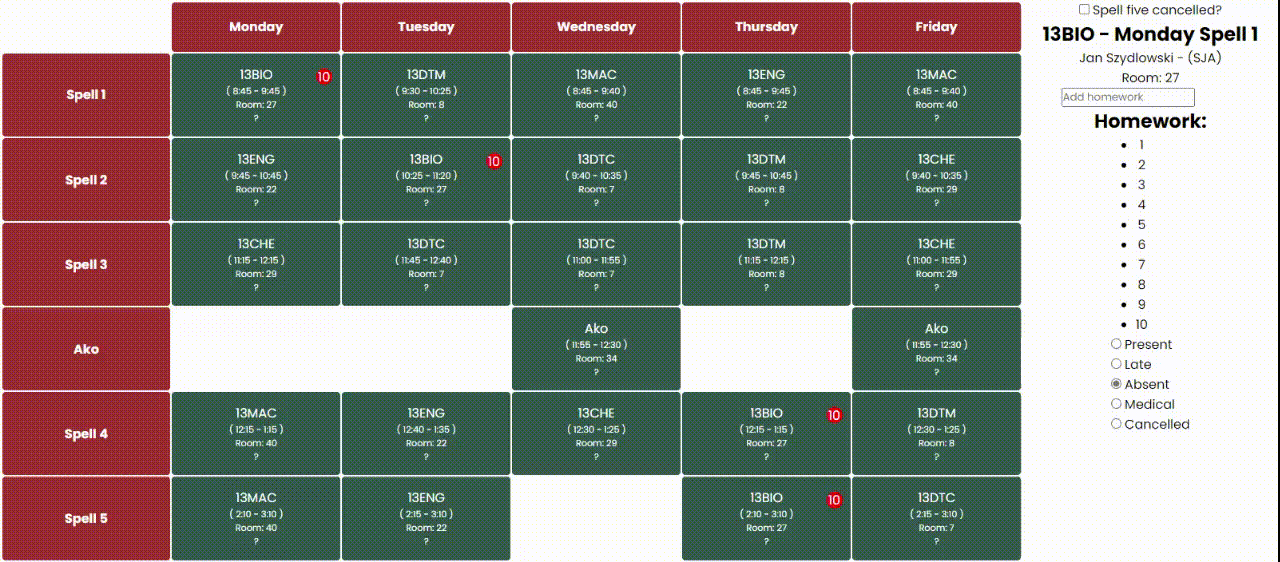 Monday Tuesday Wednesday Thursday Friday
Spell 1
13BIO 10
( 8:45 - 9:45 )
Room: 27
?
13DTM
( 9:30 - 10:25 )
Room: 8
?
13MAC
( 8:45 - 9:40 )
Room: 40
?
13ENG
( 8:45 - 9:45 )
Room: 22
?
13MAC
( 8:45 - 9:40 )
Room: 40
?
Spell 2
13ENG
( 9:45 - 10:45 )
Room: 22
?
13BIO 10
( 10:25 - 11:20 )
Room: 27
?
13DTC
( 9:40 - 10:35 )
Room: 7
?
13DTM
( 9:45 - 10:45 )
Room: 8
?
13CHE
( 9:40 - 10:35 )
Room: 29
?
Spell 3
13CHE
( 11:15 - 12:15 )
Room: 29
?
13DTC
( 11:45 - 12:40 )
Room: 7
?
13DTC
( 11:00 - 11:55 )
Room: 7
?
13DTM
( 11:15 - 12:15 )
Room: 8
?
13CHE
( 11:00 - 11:55 )
Room: 29
?
Ako
Ako
( 11:55 - 12:30 )
Room: 34
?
Ako
( 11:55 - 12:30 )
Room: 34
?
Spell 4
13MAC
( 12:15 - 1:15 )
Room: 40
?
13ENG
( 12:40 - 1:35 )
Room: 22
?
13CHE
( 12:30 - 1:25 )
Room: 29
?
13BIO 10
( 12:15 - 1:15 )
Room: 27
?
13DTM
( 12:30 - 1:25 )
Room: 8
?
Spell 5
13MAC
( 2:10 - 3:10 )
Room: 40
?
13ENG
( 2:15 - 3:10 )
Room: 22
?
13BIO 10
( 2:10 - 3:10 )
Room: 27
?
13DTC
( 2:15 - 3:10 )
Room: 7
?
Spell five cancelled?
13BIO - Monday Spell 1
Jan Szydlowski - (SJA)
Room: 27
Add homework
Homework:
• 1
• 2
• 3
• 4
• 5
• 6
• 7
• 8
• 9
• 10
Present
Late
Absent
Medical
Cancelled